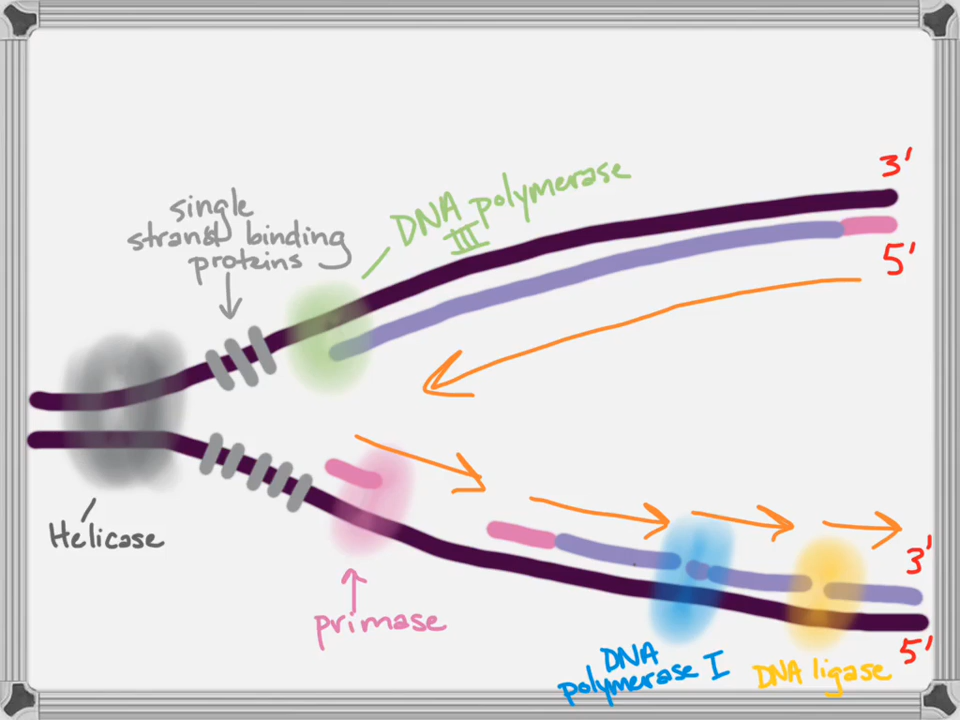 3'
DNA polymerase
III
single
strand binding
proteins
5'
Helicase
3'
primase
5'
DNA
polymerase I
DNA ligase